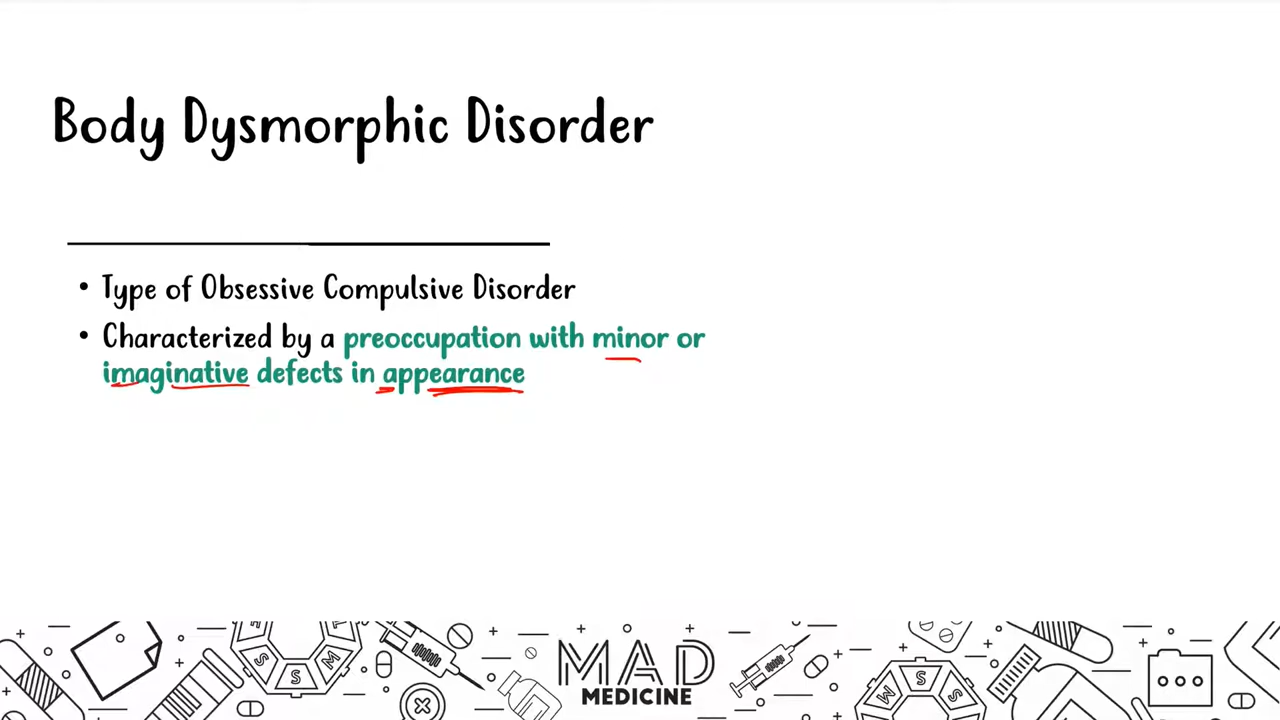 Body Dysmorphic Disorder
• Type of Obsessive Compulsive Disorder
• Characterized by a preoccupation with minor or
imaginative defects in appearance
S
S
M
MAD
MEDICINE
M
S
S